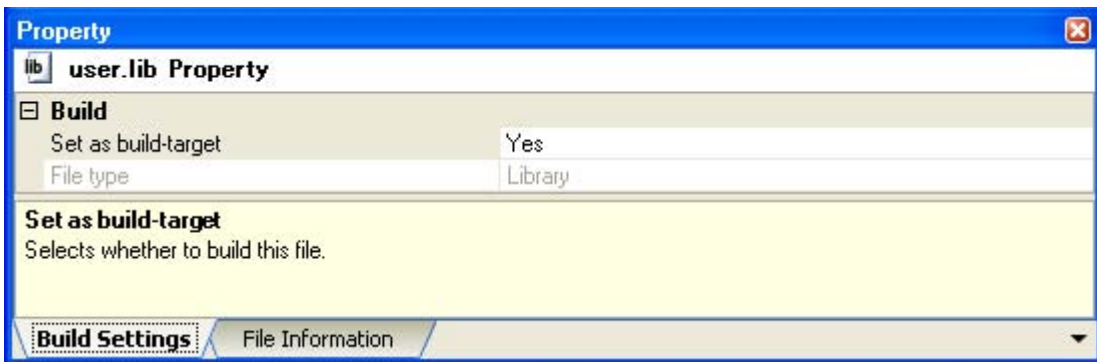 Property
lib user.lib Property
Build
Set as build-target Yes
File type Library
Set as build-target
Selects whether to build this file.
Build Settings File Information